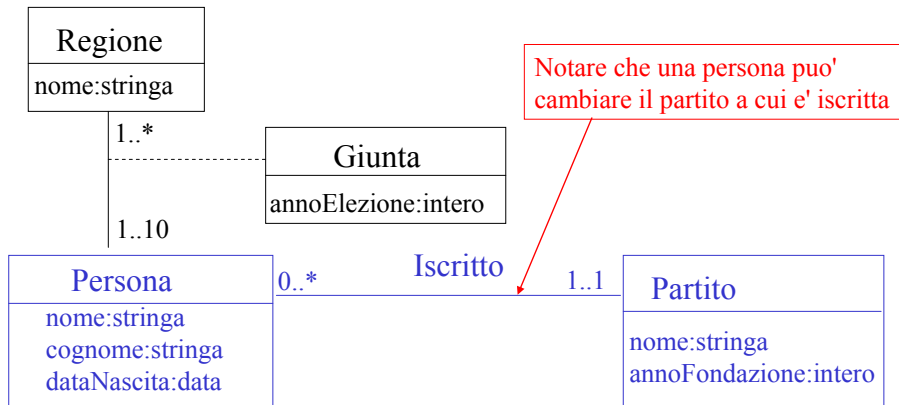 Regione
nome:stringa
Notare che una persona puo'
cambiare il partito a cui e' iscritta
1..*
Giunta
annoElezione:intero
1..10
Persona
nome:stringa
cognome:stringa
dataNascita:data
0..*
Iscritto
1..1
Partito
nome:stringa
annoFondazione:intero